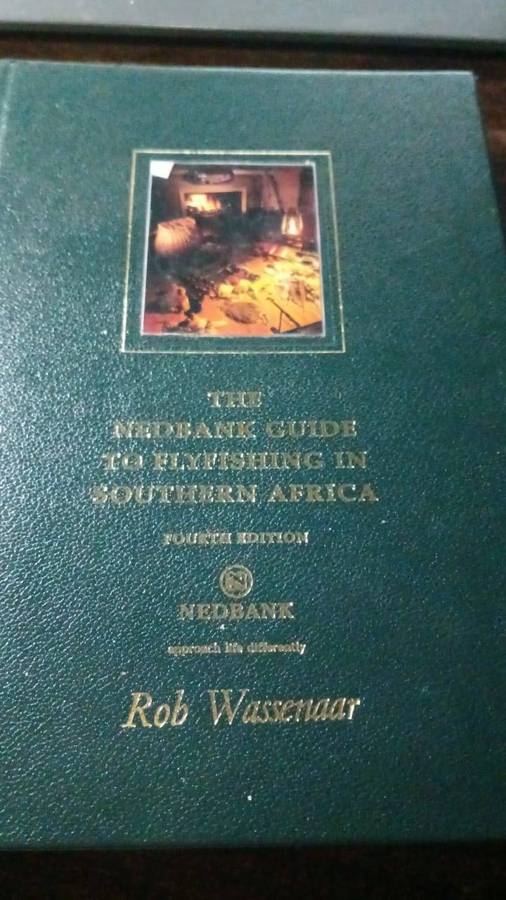 THE
NEDBANK GUIDE
TO FLYFISHING IN
SOUTHERN AFRICA
FOURTH EDITION
N
NEDBANK
approach life differently
Rob Wassenaar